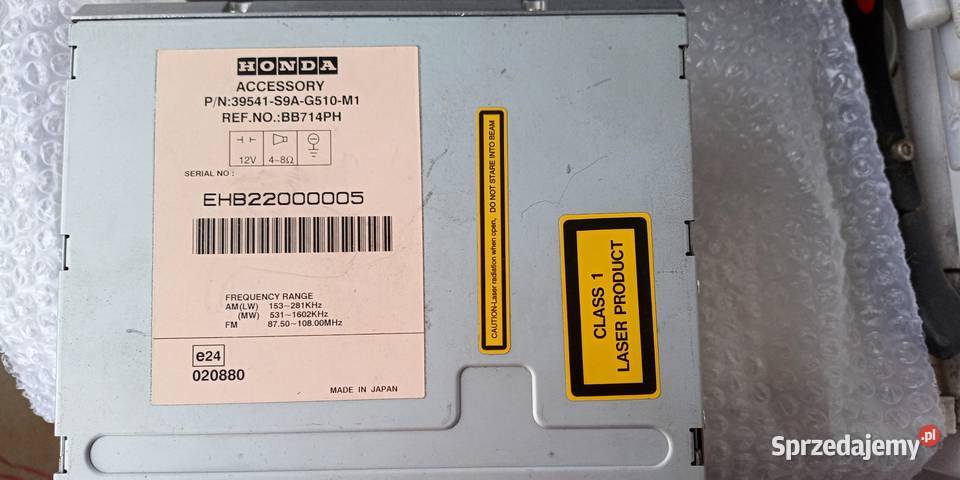 HONDA
ACCESSORY
P/N:39541-S9A-G510-M1
REF.NO.:BB714PH
12V 4~8Ω
SERIAL NO :
EHB22000005
FREQUENCY RANGE
AM(LW) 153~281KHz
(MW) 531~1602KHz
FM 87.50~108.00MHz
e24
020880
MADE IN JAPAN
CAUTION-Laser radiation when open, DO NOT STARE INTO BEAM
CLASS 1
LASER PRODUCT
Sprzedajemy.pl